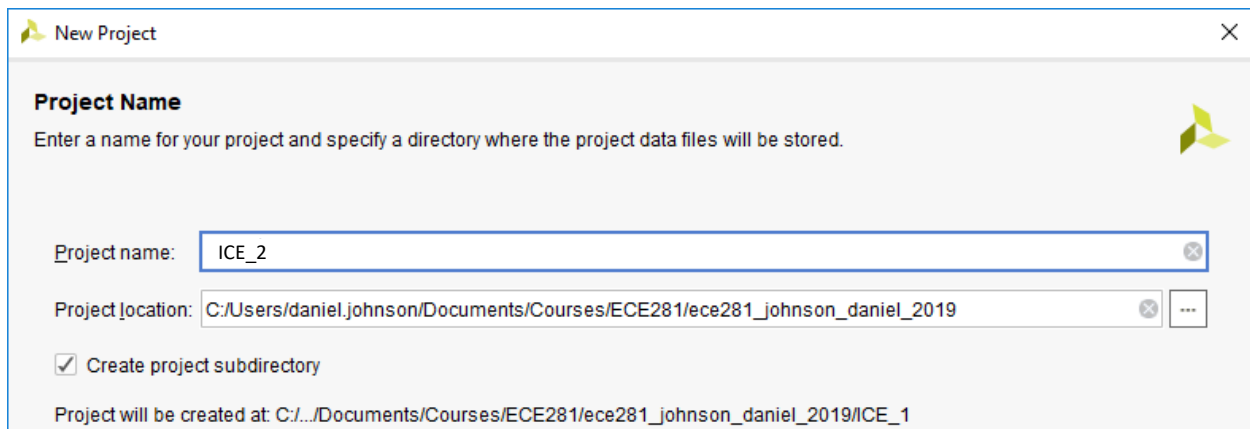 New Project
Project Name
Enter a name for your project and specify a directory where the project data files will be stored.
Project name: ICE_2
Project location: C:/Users/daniel.johnson/Documents/Courses/ECE281/ece281_johnson_daniel_2019 ...
Create project subdirectory
Project will be created at: C:/.../Documents/Courses/ECE281/ece281_johnson_daniel_2019/ICE_1